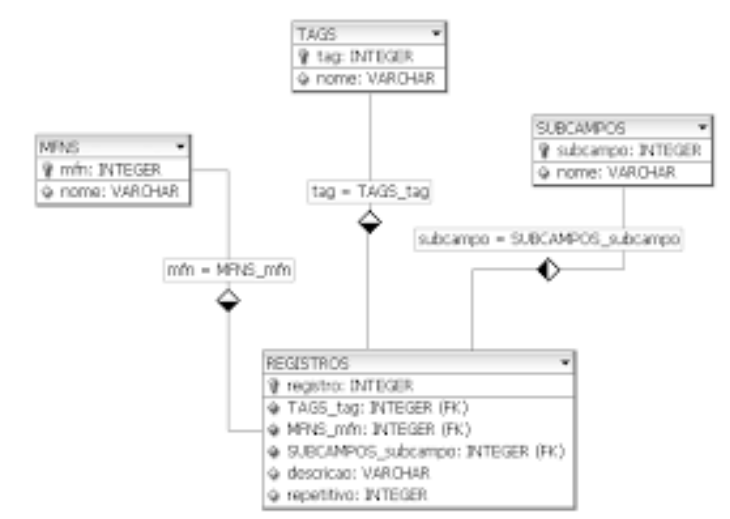 TAGS
tag: INTEGER
nome: VARCHAR
SUBCAMPOS
subcampo: INTEGER
nome: VARCHAR
MFNS
mfn: INTEGER
nome: VARCHAR
tag = TAGS_tag
subcampo = SUBCAMPOS_subcampo
mfn = MFNS_mfn
REGISTROS
registro: INTEGER
TAGS_tag: INTEGER (FK)
MFNS_mfn: INTEGER (FK)
SUBCAMPOS_subcampo: INTEGER (FK)
descricao: VARCHAR
repetitivo: INTEGER